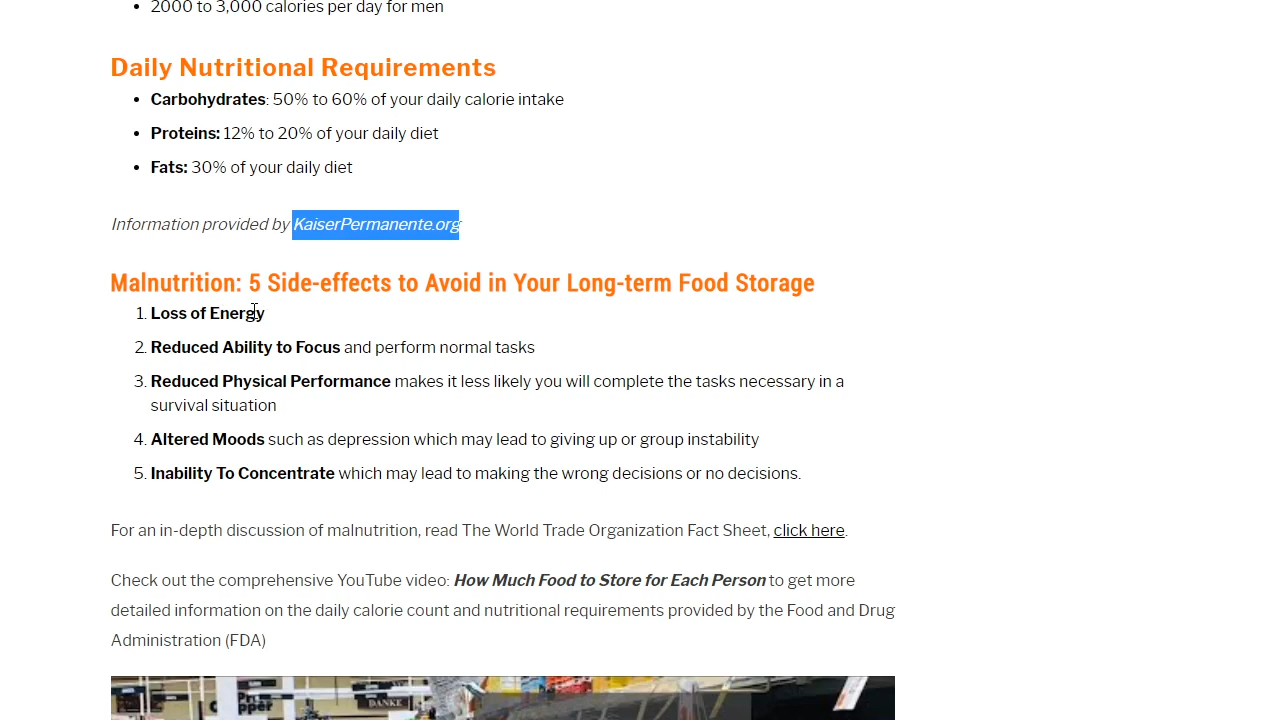 2000 to 3,000 calories per day for men
Daily Nutritional Requirements
Carbohydrates: 50% to 60% of your daily calorie intake
Proteins: 12% to 20% of your daily diet
Fats: 30% of your daily diet
Information provided by KaiserPermanente.org
Malnutrition: 5 Side-effects to Avoid in Your Long-term Food Storage
1. Loss of Energy
2. Reduced Ability to Focus and perform normal tasks
3. Reduced Physical Performance makes it less likely you will complete the tasks necessary in a
survival situation
4. Altered Moods such as depression which may lead to giving up or group instability
5. Inability To Concentrate which may lead to making the wrong decisions or no decisions.
For an in-depth discussion of malnutrition, read The World Trade Organization Fact Sheet, click here.
Check out the comprehensive YouTube video: How Much Food to Store for Each Person to get more
detailed information on the daily calorie count and nutritional requirements provided by the Food and Drug
Administration (FDA)
DANKE